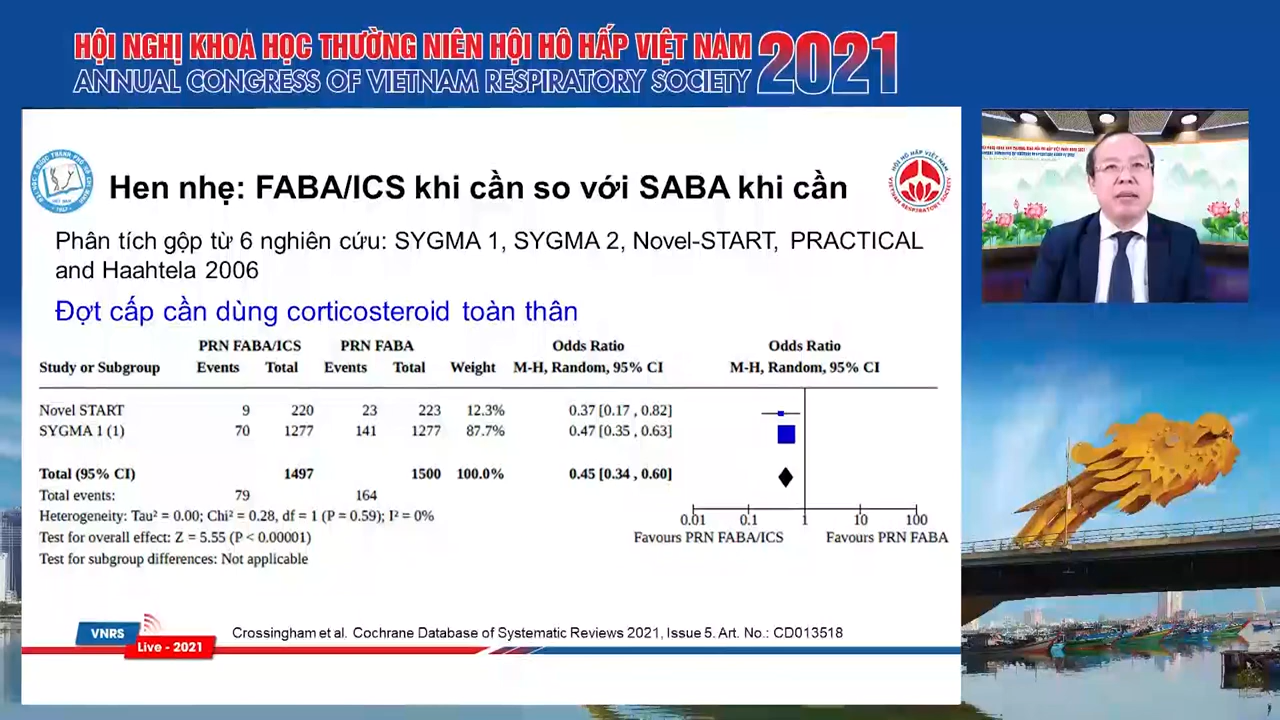 HỘI NGHỊ KHOA HỌC THƯỜNG NIÊN HỘI HÔ HẤP VIỆT NAM 2021
ANNUAL CONGRESS OF VIETNAM RESPIRATORY SOCIETY
HỘI HÔ HẤP VIỆT NAM
VIETNAM RESPIRATORY SOCIETY
Hen nhẹ: FABA/ICS khi cần so với SABA khi cần
Phân tích gộp từ 6 nghiên cứu: SYGMA 1, SYGMA 2, Novel-START, PRACTICAL
and Haahtela 2006
Đợt cấp cần dùng corticosteroid toàn thân
PRN FABA/ICS PRN FABA Odds Ratio Odds Ratio
Study or Subgroup Events Total Events Total Weight M-H, Random, 95% CI M-H, Random, 95% CI
Novel START 9 220 23 223 12.3% 0.37 [0.17 , 0.82]
SYGMA 1 (1) 70 1277 141 1277 87.7% 0.47 [0.35 , 0.63]
Total (95% CI) 1497 1500 100.0% 0.45 [0.34 , 0.60]
Total events: 79 164
Heterogeneity: Tau² = 0.00; Chi² = 0.28, df = 1 (P = 0.59); I² = 0%
Test for overall effect: Z = 5.55 (P < 0.00001)
Test for subgroup differences: Not applicable
0.01 0.1 1 10 100
Favours PRN FABA/ICS Favours PRN FABA
VNRS
Live - 2021
Crossingham et al. Cochrane Database of Systematic Reviews 2021, Issue 5. Art. No.: CD013518